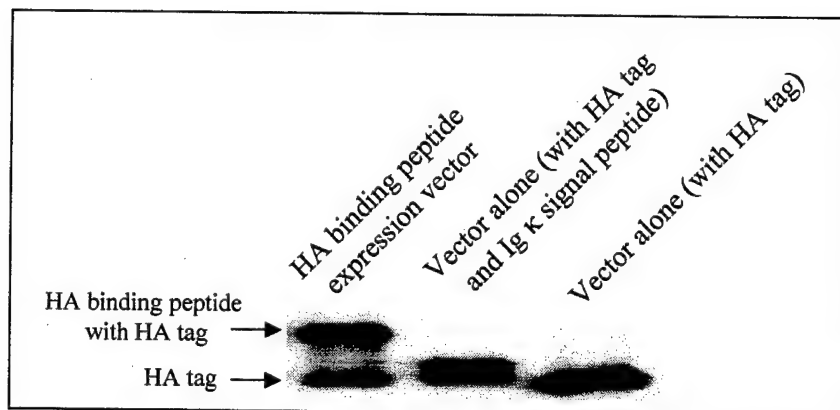 HA binding peptide
expression vector
Vector alone (with HA tag
and Ig κ signal peptide)
Vector alone (with HA tag)
HA binding peptide
with HA tag
HA tag